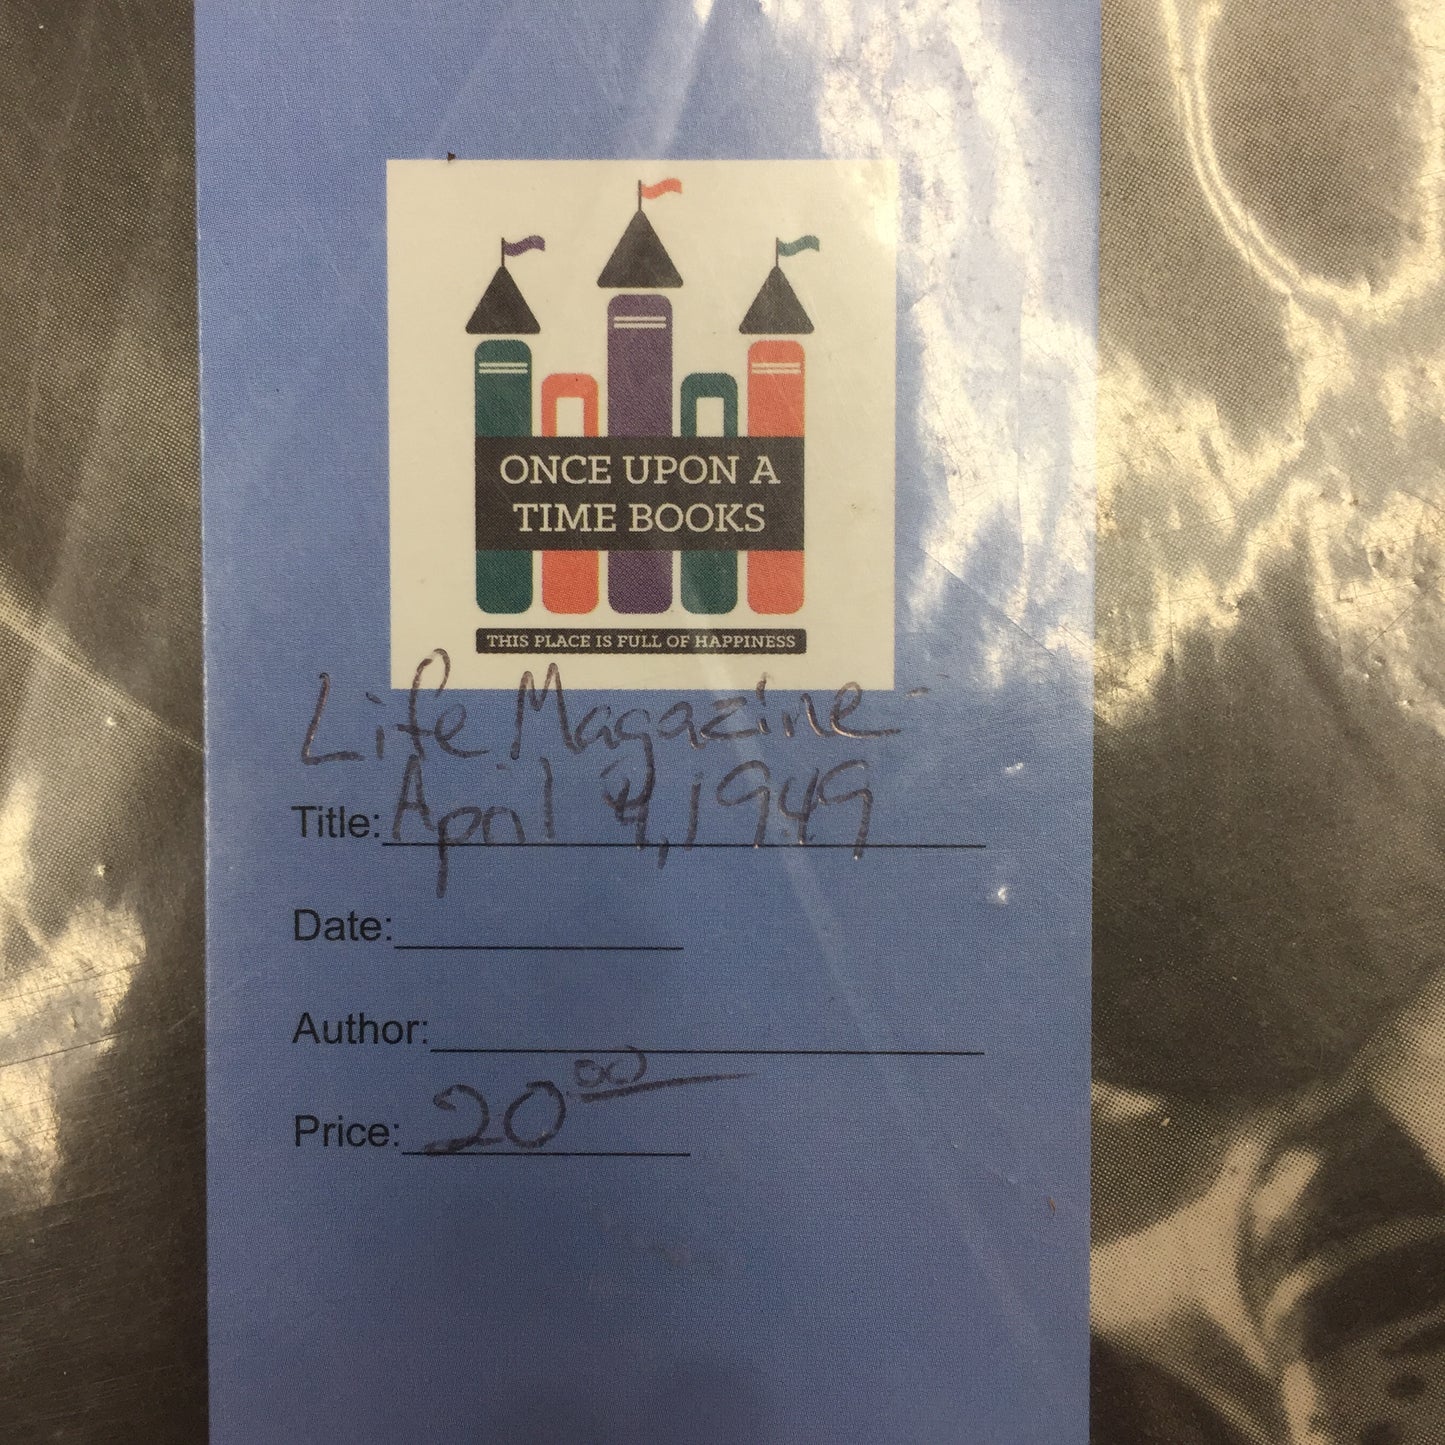 ONCE UPON A
TIME BOOKS
THIS PLACE IS FULL OF HAPPINESS
Life Magazine -
Title: April 4, 1949
Date:
Author:
Price: 20.00